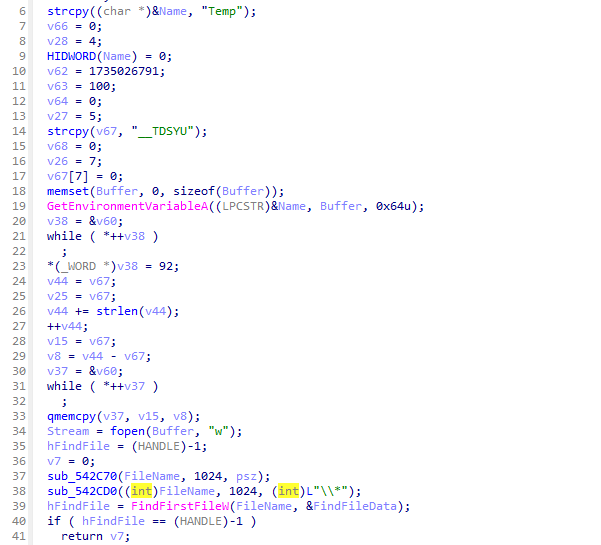 6 strcpy((char *)&Name, "Temp");
7 v66 = 0;
8 v28 = 4;
9 HIDWORD(Name) = 0;
10 v62 = 1735026791;
11 v63 = 100;
12 v64 = 0;
13 v27 = 5;
14 strcpy(v67, "__TDSYU");
15 v68 = 0;
16 v26 = 7;
17 v67[7] = 0;
18 memset(Buffer, 0, sizeof(Buffer));
19 GetEnvironmentVariableA((LPCSTR)&Name, Buffer, 0x64u);
20 v38 = &v60;
21 while ( *++v38 )
22 ;
23 *(_WORD *)v38 = 92;
24 v44 = v67;
25 v25 = v67;
26 v44 += strlen(v44);
27 ++v44;
28 v15 = v67;
29 v8 = v44 - v67;
30 v37 = &v60;
31 while ( *++v37 )
32 ;
33 qmemcpy(v37, v15, v8);
34 Stream = fopen(Buffer, "w");
35 hFindFile = (HANDLE)-1;
36 v7 = 0;
37 sub_542C70(FileName, 1024, psz);
38 sub_542CD0((int)FileName, 1024, (int)L"\\*");
39 hFindFile = FindFirstFileW(FileName, &FindFileData);
40 if ( hFindFile == (HANDLE)-1 )
41 return v7;